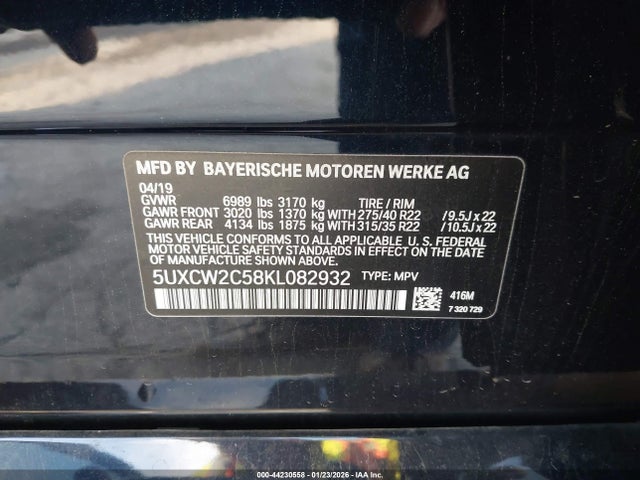 MFD BY BAYERISCHE MOTOREN WERKE AG
04/19
GVWR 6989 lbs 3170 kg TIRE / RIM
GAWR FRONT 3020 lbs 1370 kg WITH 275/40 R22 / 9.5J x 22
GAWR REAR 4134 lbs 1875 kg WITH 315/35 R22 / 10.5J x 22
THIS VEHICLE CONFORMS TO ALL APPLICABLE U. S. FEDERAL
MOTOR VEHICLE SAFETY STANDARDS IN EFFECT ON THE DATE
OF MANUFACTURE SHOWN ABOVE.
5UXCW2C58KL082932 TYPE: MPV
416M
7 320 729
000-44230558 - 01/23/2026 - IAAI.COM